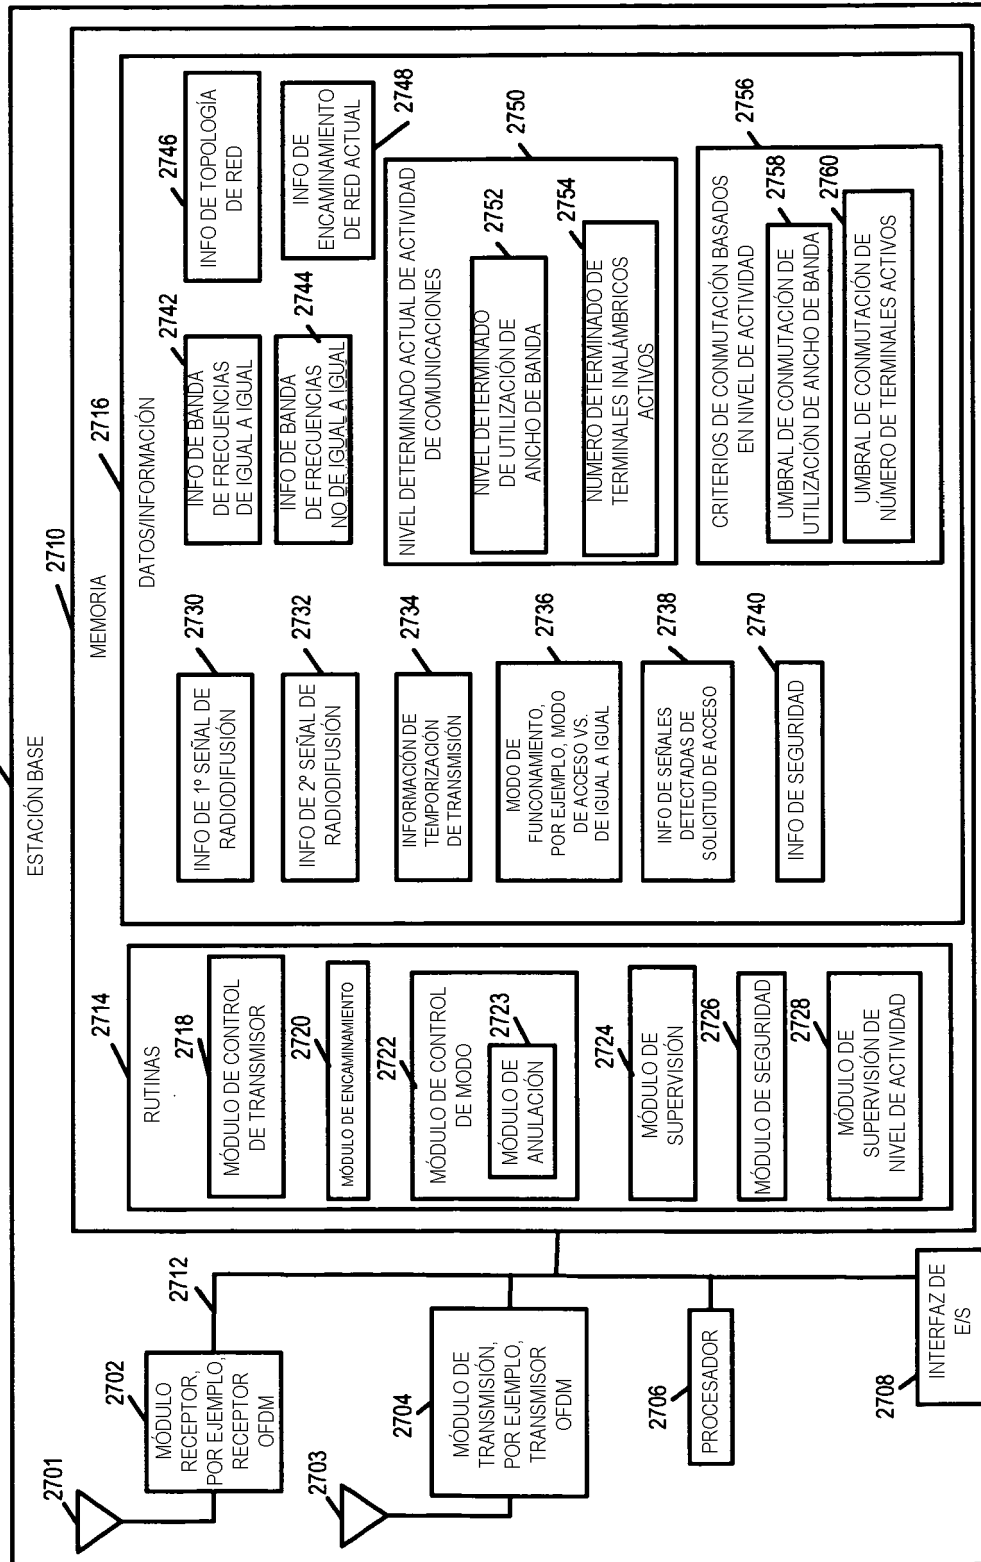 ESTACIÓN BASE
2710
MEMORIA
2716
DATOS/INFORMACIÓN
2701
2702
MÓDULO
RECEPTOR,
POR EJEMPLO,
RECEPTOR
OFDM
2712
2703
2704
MÓDULO DE
TRANSMISIÓN,
POR EJEMPLO,
TRANSMISOR
OFDM
2706
PROCESADOR
2708
INTERFAZ DE
E/S
2714
RUTINAS
2718
MÓDULO DE CONTROL
DE TRANSMISOR
2720
MÓDULO DE ENCAMINAMIENTO
2722
MÓDULO DE CONTROL
DE MODO
2723
MÓDULO DE
ANULACIÓN
2724
MÓDULO DE
SUPERVISIÓN
2726
MÓDULO DE SEGURIDAD
2728
MÓDULO DE
SUPERVISIÓN DE
NIVEL DE ACTIVIDAD
2730
INFO DE 1º SEÑAL DE
RADIODIFUSIÓN
2732
INFO DE 2º SEÑAL DE
RADIODIFUSIÓN
2734
INFORMACIÓN DE
TEMPORIZACIÓN
DE TRANSMISIÓN
2736
MODO DE
FUNCONAMIENTO,
POR EJEMPLO, MODO
DE ACCESO VS.
DE IGUAL A IGUAL
2738
INFO DE SEÑALES
DETECTADAS DE
SOLICITUD DE ACCESO
2740
INFO DE SEGURIDAD
2742
INFO DE BANDA
DE FRECUENCIAS
DE IGUAL A IGUAL
2744
INFO DE BANDA
DE FRECUENCIAS
NO DE IGUAL A IGUAL
2746
INFO DE TOPOLOGÍA
DE RED
2748
INFO DE
ENCAMINAMIENTO
DE RED ACTUAL
2750
NIVEL DETERMINADO ACTUAL DE ACTIVIDAD
DE COMUNICACIONES
2752
NIVEL DETERMINADO
DE UTILIZACIÓN DE
ANCHO DE BANDA
2754
NUMERO DETERMINADO DE
TERMINALES INALÁMBRICOS
ACTIVOS
2756
CRITERIOS DE CONMUTACIÓN BASADOS
EN NIVEL DE ACTIVIDAD
2758
UMBRAL DE CONMUTACIÓN DE
UTILIZACIÓN DE ANCHO DE BANDA
2760
UMBRAL DE CONMUTACIÓN DE
NÚMERO DE TERMINALES ACTIVOS